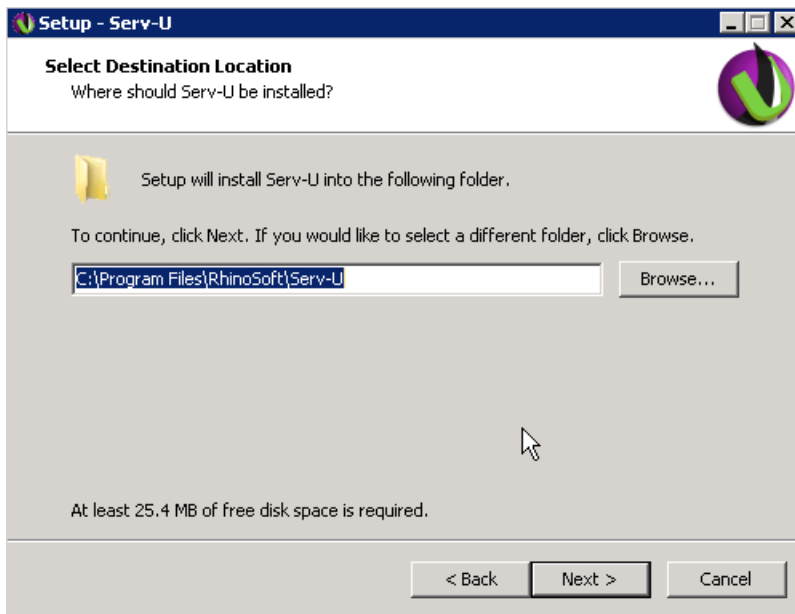 Setup - Serv-U
Select Destination Location
Where should Serv-U be installed?
Setup will install Serv-U into the following folder.
To continue, click Next. If you would like to select a different folder, click Browse.
C:\Program Files\RhinoSoft\Serv-U
Browse...
At least 25.4 MB of free disk space is required.
< Back Next > Cancel